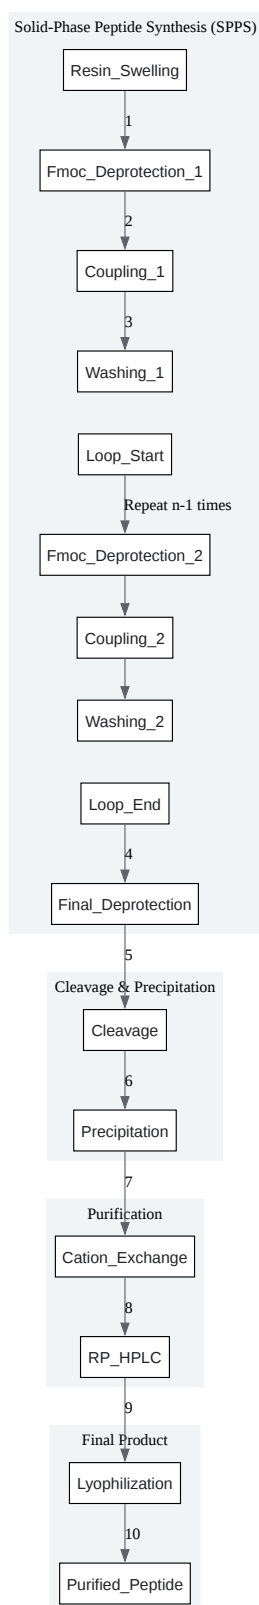 Solid-Phase Peptide Synthesis (SPPS)
Resin_Swelling
1
Fmoc_Deprotection_1
2
Coupling_1
3
Washing_1
Loop_Start
Repeat n-1 times
Fmoc_Deprotection_2
Coupling_2
Washing_2
Loop_End
4
Final_Deprotection
5
Cleavage & Precipitation
Cleavage
6
Precipitation
7
Purification
Cation_Exchange
8
RP_HPLC
9
Final Product
Lyophilization
10
Purified_Peptide